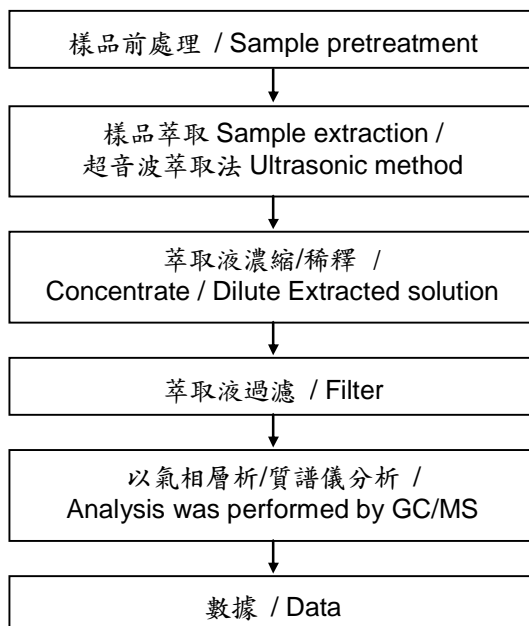 樣品前處理 / Sample pretreatment
樣品萃取 Sample extraction /
超音波萃取法 Ultrasonic method
萃取液濃縮/稀釋 /
Concentrate / Dilute Extracted solution
萃取液過濾 / Filter
以氣相層析/質譜儀分析 /
Analysis was performed by GC/MS
數據 / Data